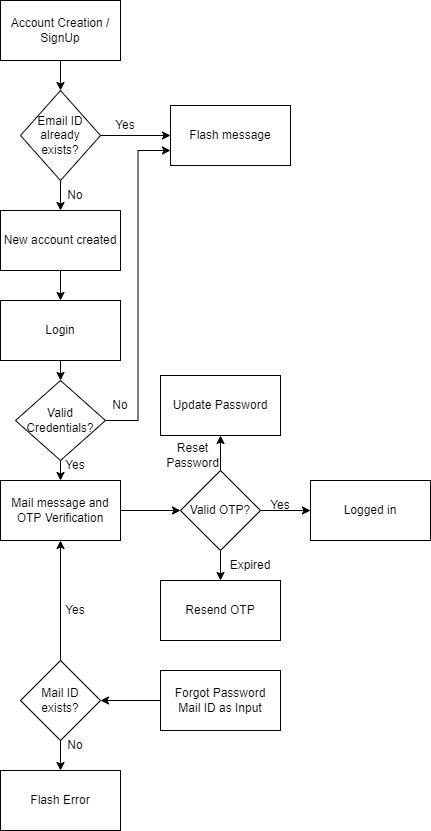 Account Creation /
SignUp
Email ID
already
exists?
Yes
Flash message
No
New account created
Login
Valid
Credentials?
No
Update Password
Reset
Password
Yes
Mail message and
OTP Verification
Valid OTP?
Yes
Logged in
Expired
Resend OTP
Yes
Mail ID
exists?
Forgot Password
Mail ID as Input
No
Flash Error